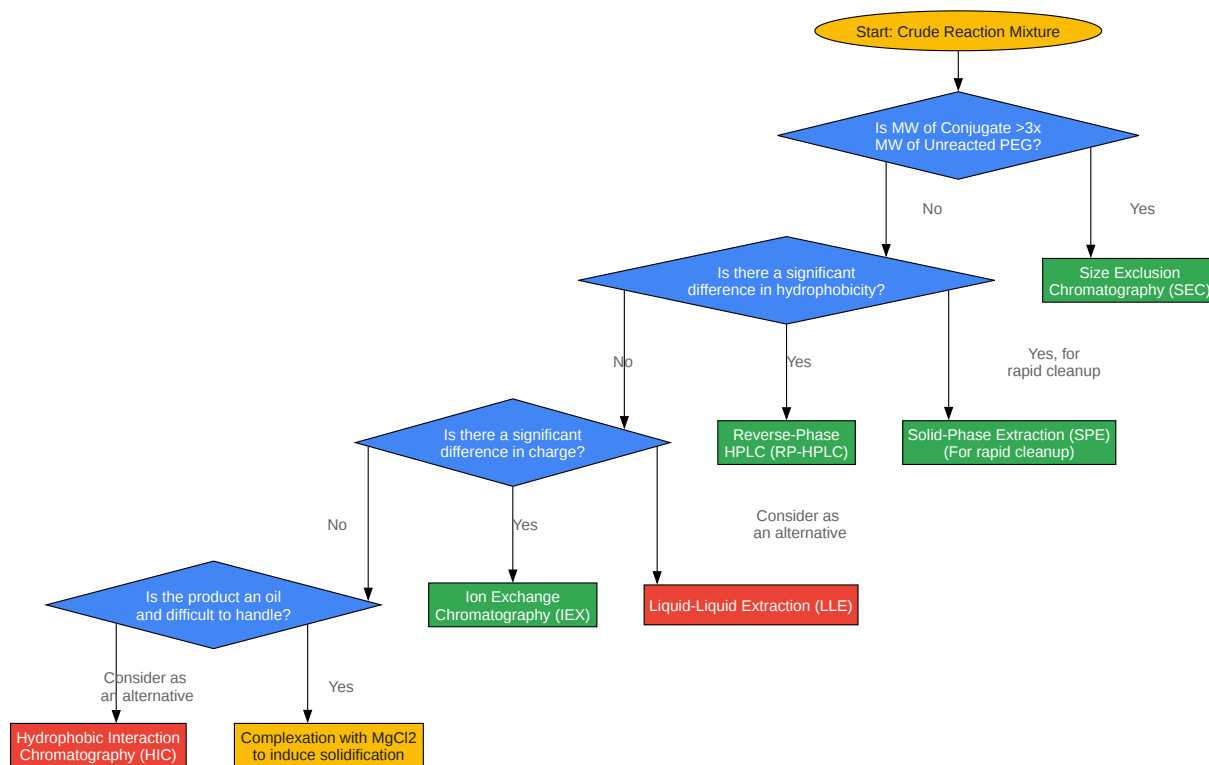 Start: Crude Reaction Mixture
Is MW of Conjugate >3x
MW of Unreacted PEG?
No
Yes
Is there a significant
difference in hydrophobicity?
Size Exclusion
Chromatography (SEC)
No
Yes
Yes, for
rapid cleanup
Is there a significant
difference in charge?
Reverse-Phase
HPLC (RP-HPLC)
Solid-Phase Extraction (SPE)
(For rapid cleanup)
No
Yes
Consider as
an alternative
Is the product an oil
and difficult to handle?
Ion Exchange
Chromatography (IEX)
Liquid-Liquid Extraction (LLE)
Consider as
an alternative
Yes
Hydrophobic Interaction
Chromatography (HIC)
Complexation with MgCl2
to induce solidification